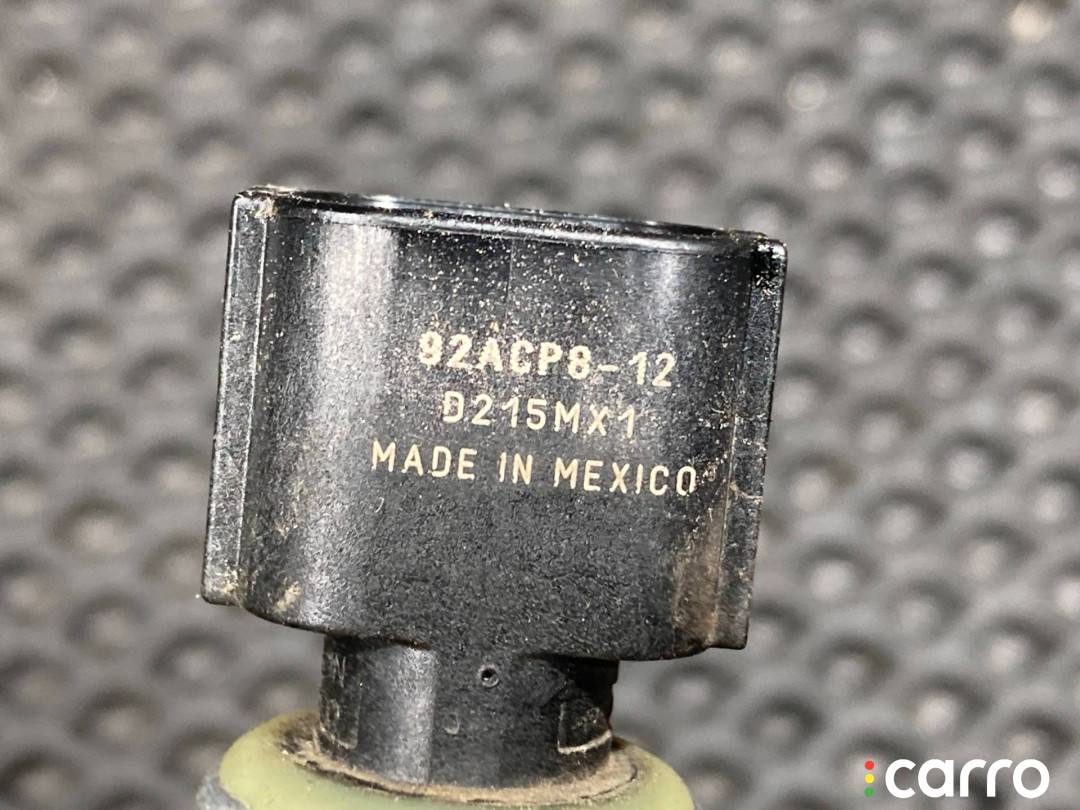 92ACP8-12
D215MX1
MADE IN MEXICO
carro